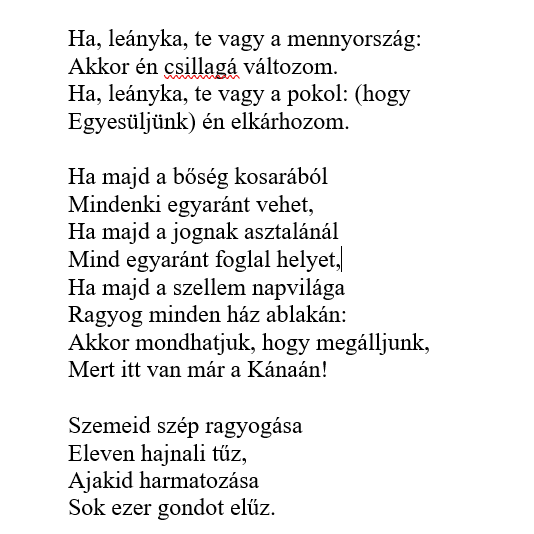 Ha, leányka, te vagy a mennyország:
Akkor én csillagá változom.
Ha, leányka, te vagy a pokol: (hogy
Egyesüljünk) én elkárhozom.

Ha majd a bőség kosarából
Mindenki egyaránt vehet,
Ha majd a jognak asztalánál
Mind egyaránt foglal helyet,
Ha majd a szellem napvilága
Ragyog minden ház ablakán:
Akkor mondhatjuk, hogy megálljunk,
Mert itt van már a Kánaán!

Szemeid szép ragyogása
Eleven hajnali tűz,
Ajakid harmatozása
Sok ezer gondot elűz.